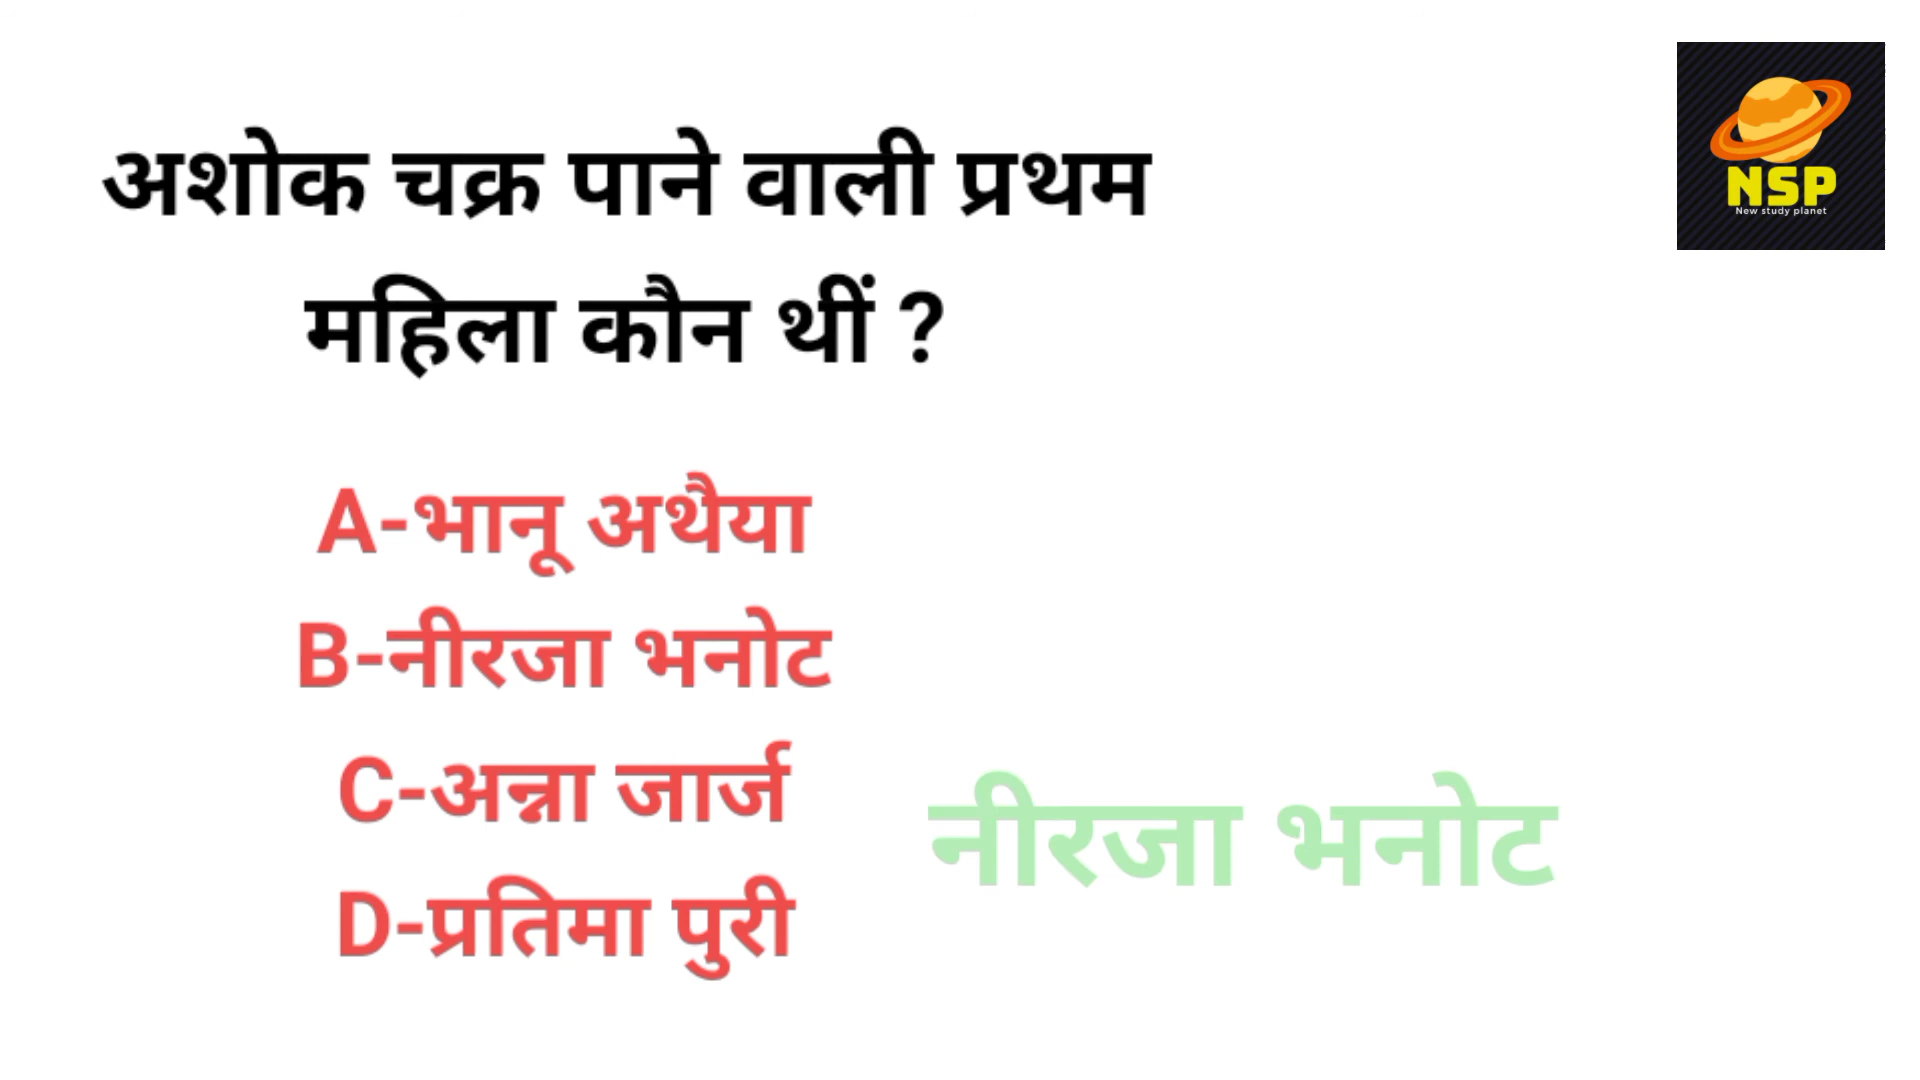 अशोक चक्र पाने वाली प्रथम
महिला कौन थीं ?
A-भानू अथैया
B-नीरजा भनोट
C-अन्ना जार्ज
D-प्रतिमा पुरी
नीरजा भनोट
NSP
New study planet